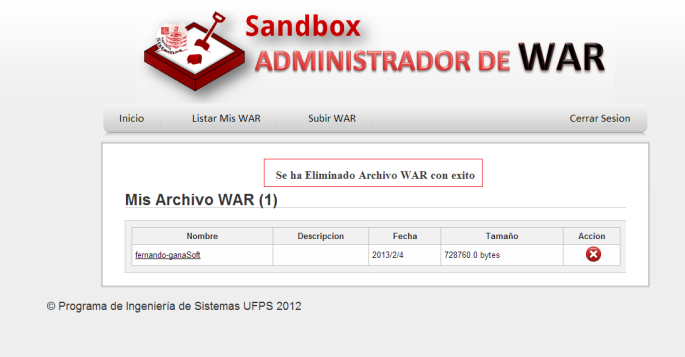 Sandbox
ADMINISTRADOR DE WAR
Inicio Listar Mis WAR Subir WAR Cerrar Sesion
Se ha Eliminado Archivo WAR con exito
Mis Archivo WAR (1)
Nombre Descripcion Fecha Tamaño Accion
fernando-ganaSoft 2013/2/4 728760.0 bytes
© Programa de Ingeniería de Sistemas UFPS 2012